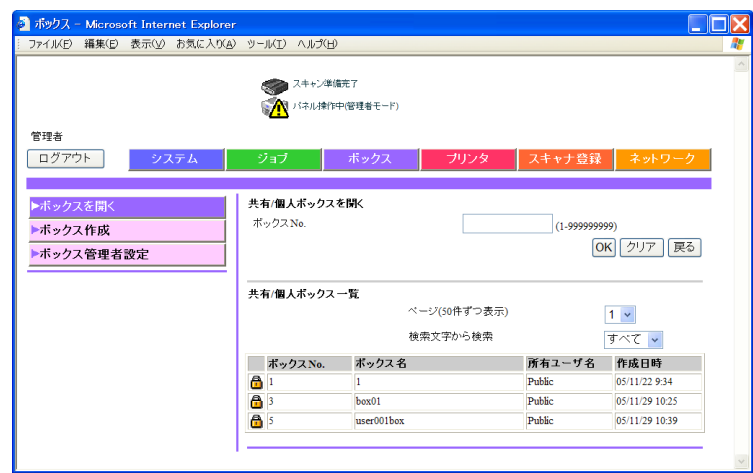 ボックス - Microsoft Internet Explorer
ファイル(F) 編集(E) 表示(V) お気に入り(A) ツール(T) ヘルプ(H)
スキャン準備完了
パネル操作中(管理者モード)
管理者
ログアウト システム ジョブ ボックス プリンタ スキャナ登録 ネットワーク
ボックスを開く
ボックス作成
ボックス管理者設定
共有/個人ボックスを開く
ボックスNo. (1-999999999)
OK クリア 戻る
共有/個人ボックス一覧
ページ(50件ずつ表示) 1
検索文字から検索 すべて
ボックスNo. ボックス名 所有ユーザ名 作成日時
1 1 Public 05/11/22 9:34
3 box01 Public 05/11/29 10:25
5 user001box Public 05/11/29 10:39